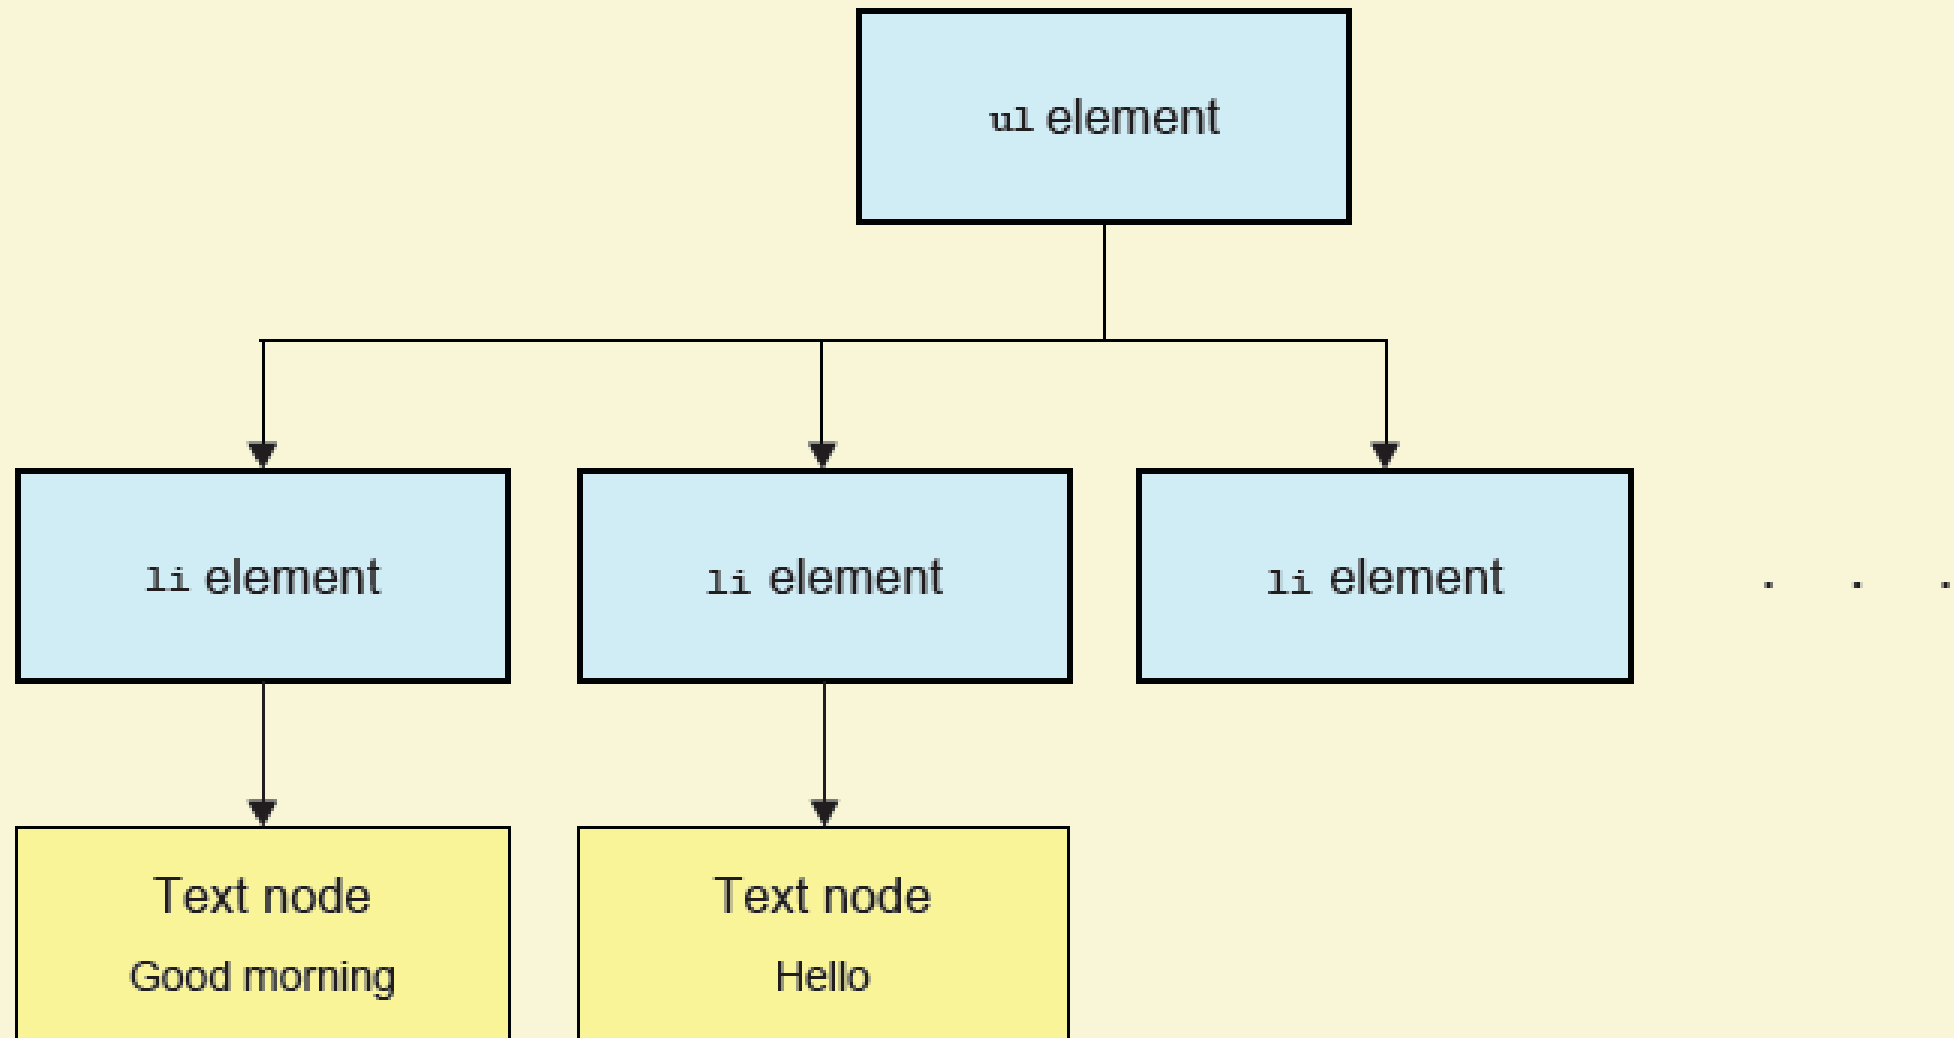 ul element
li element
li element
li element
. . .
Text node
Good morning
Text node
Hello